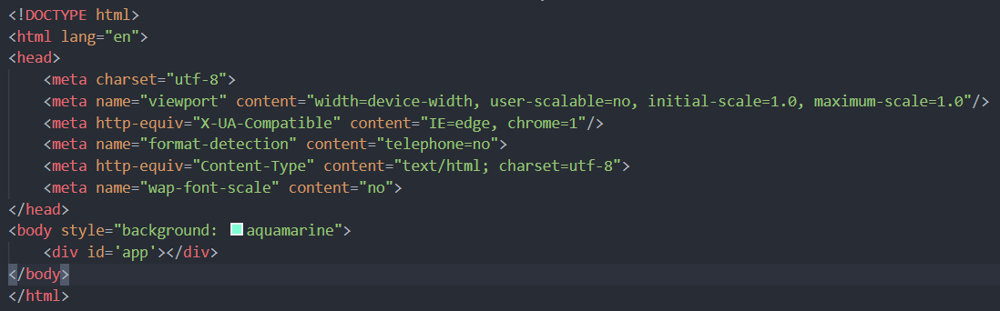 <!DOCTYPE html>
<html lang="en">
<head>
    <meta charset="utf-8">
    <meta name="viewport" content="width=device-width, user-scalable=no, initial-scale=1.0, maximum-scale=1.0"/>
    <meta http-equiv="X-UA-Compatible" content="IE=edge, chrome=1"/>
    <meta name="format-detection" content="telephone=no">
    <meta http-equiv="Content-Type" content="text/html; charset=utf-8">
    <meta name="wap-font-scale" content="no">
</head>
<body style="background: aquamarine">
    <div id='app'></div>
</body>
</html>